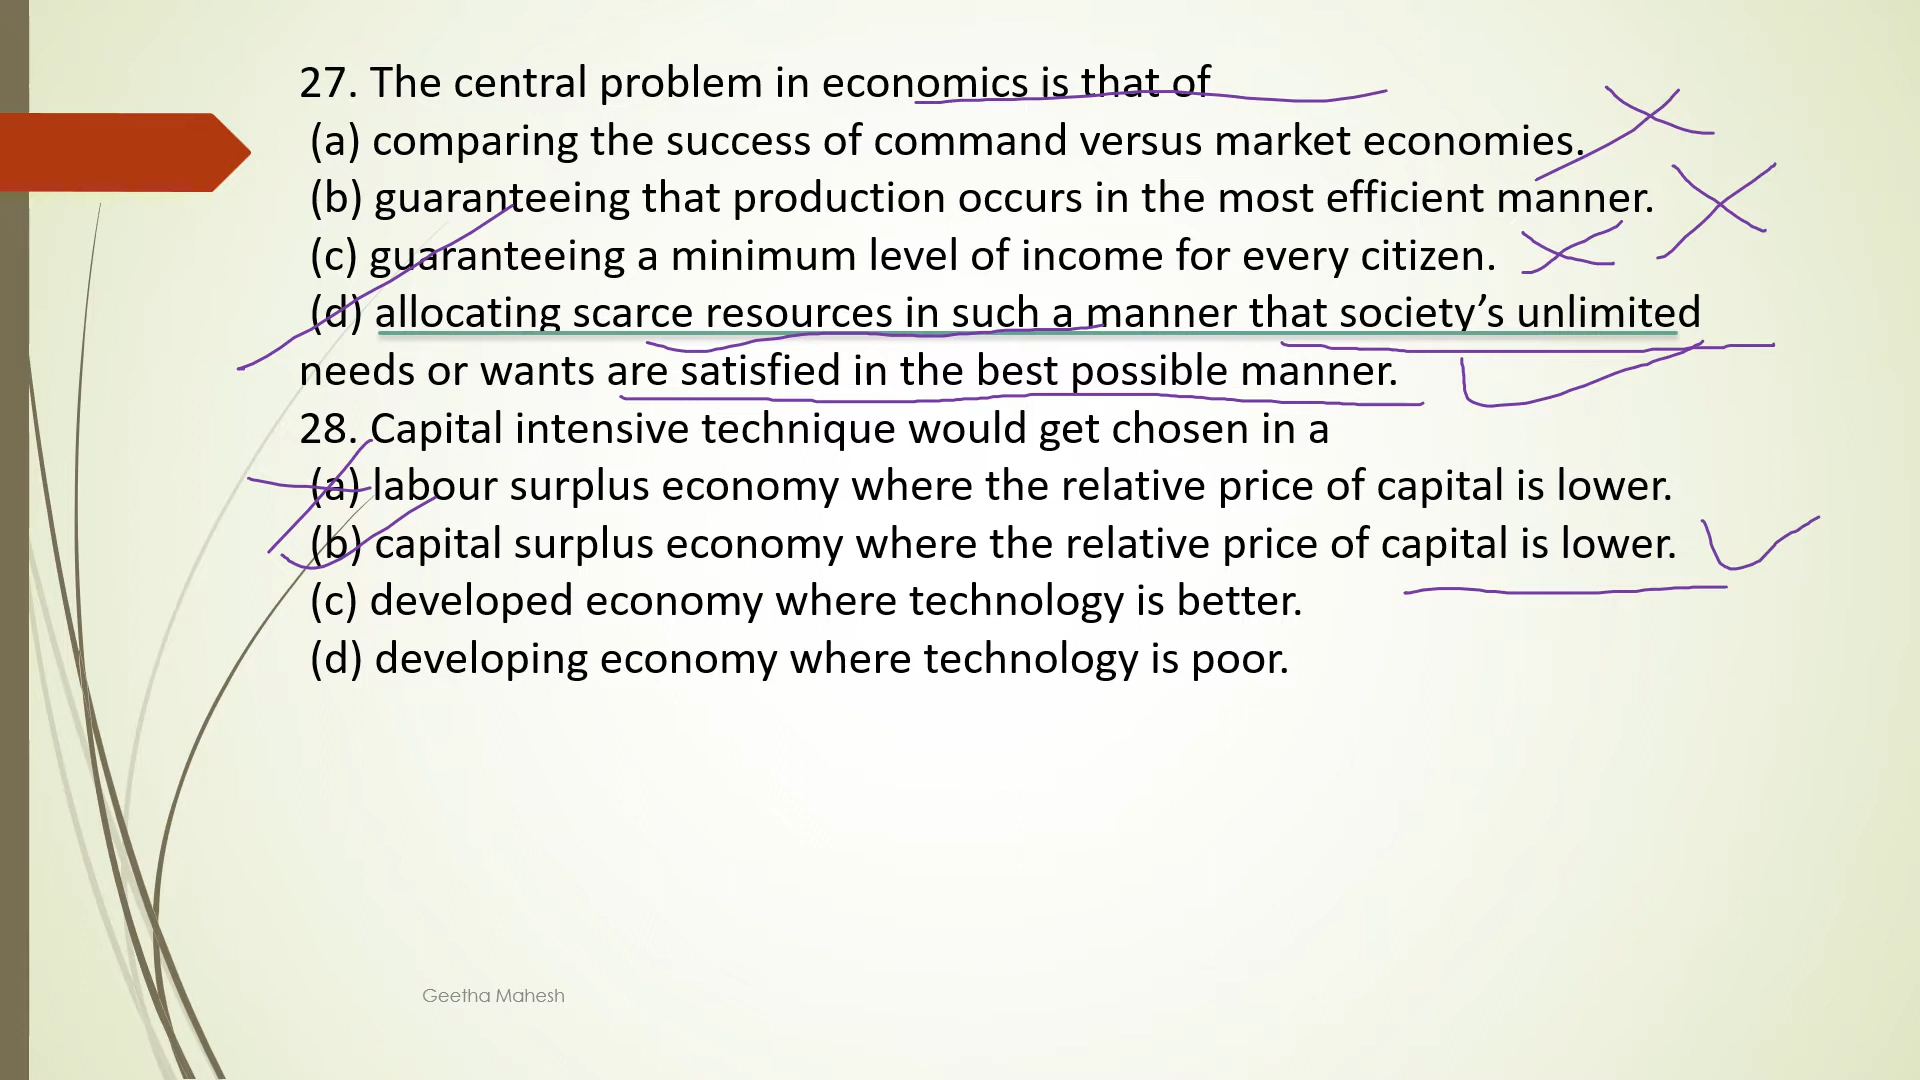 27. The central problem in economics is that of
(a) comparing the success of command versus market economies.
(b) guaranteeing that production occurs in the most efficient manner.
(c) guaranteeing a minimum level of income for every citizen.
(d) allocating scarce resources in such a manner that society’s unlimited
needs or wants are satisfied in the best possible manner.
28. Capital intensive technique would get chosen in a
(a) labour surplus economy where the relative price of capital is lower.
(b) capital surplus economy where the relative price of capital is lower.
(c) developed economy where technology is better.
(d) developing economy where technology is poor.
Geetha Mahesh